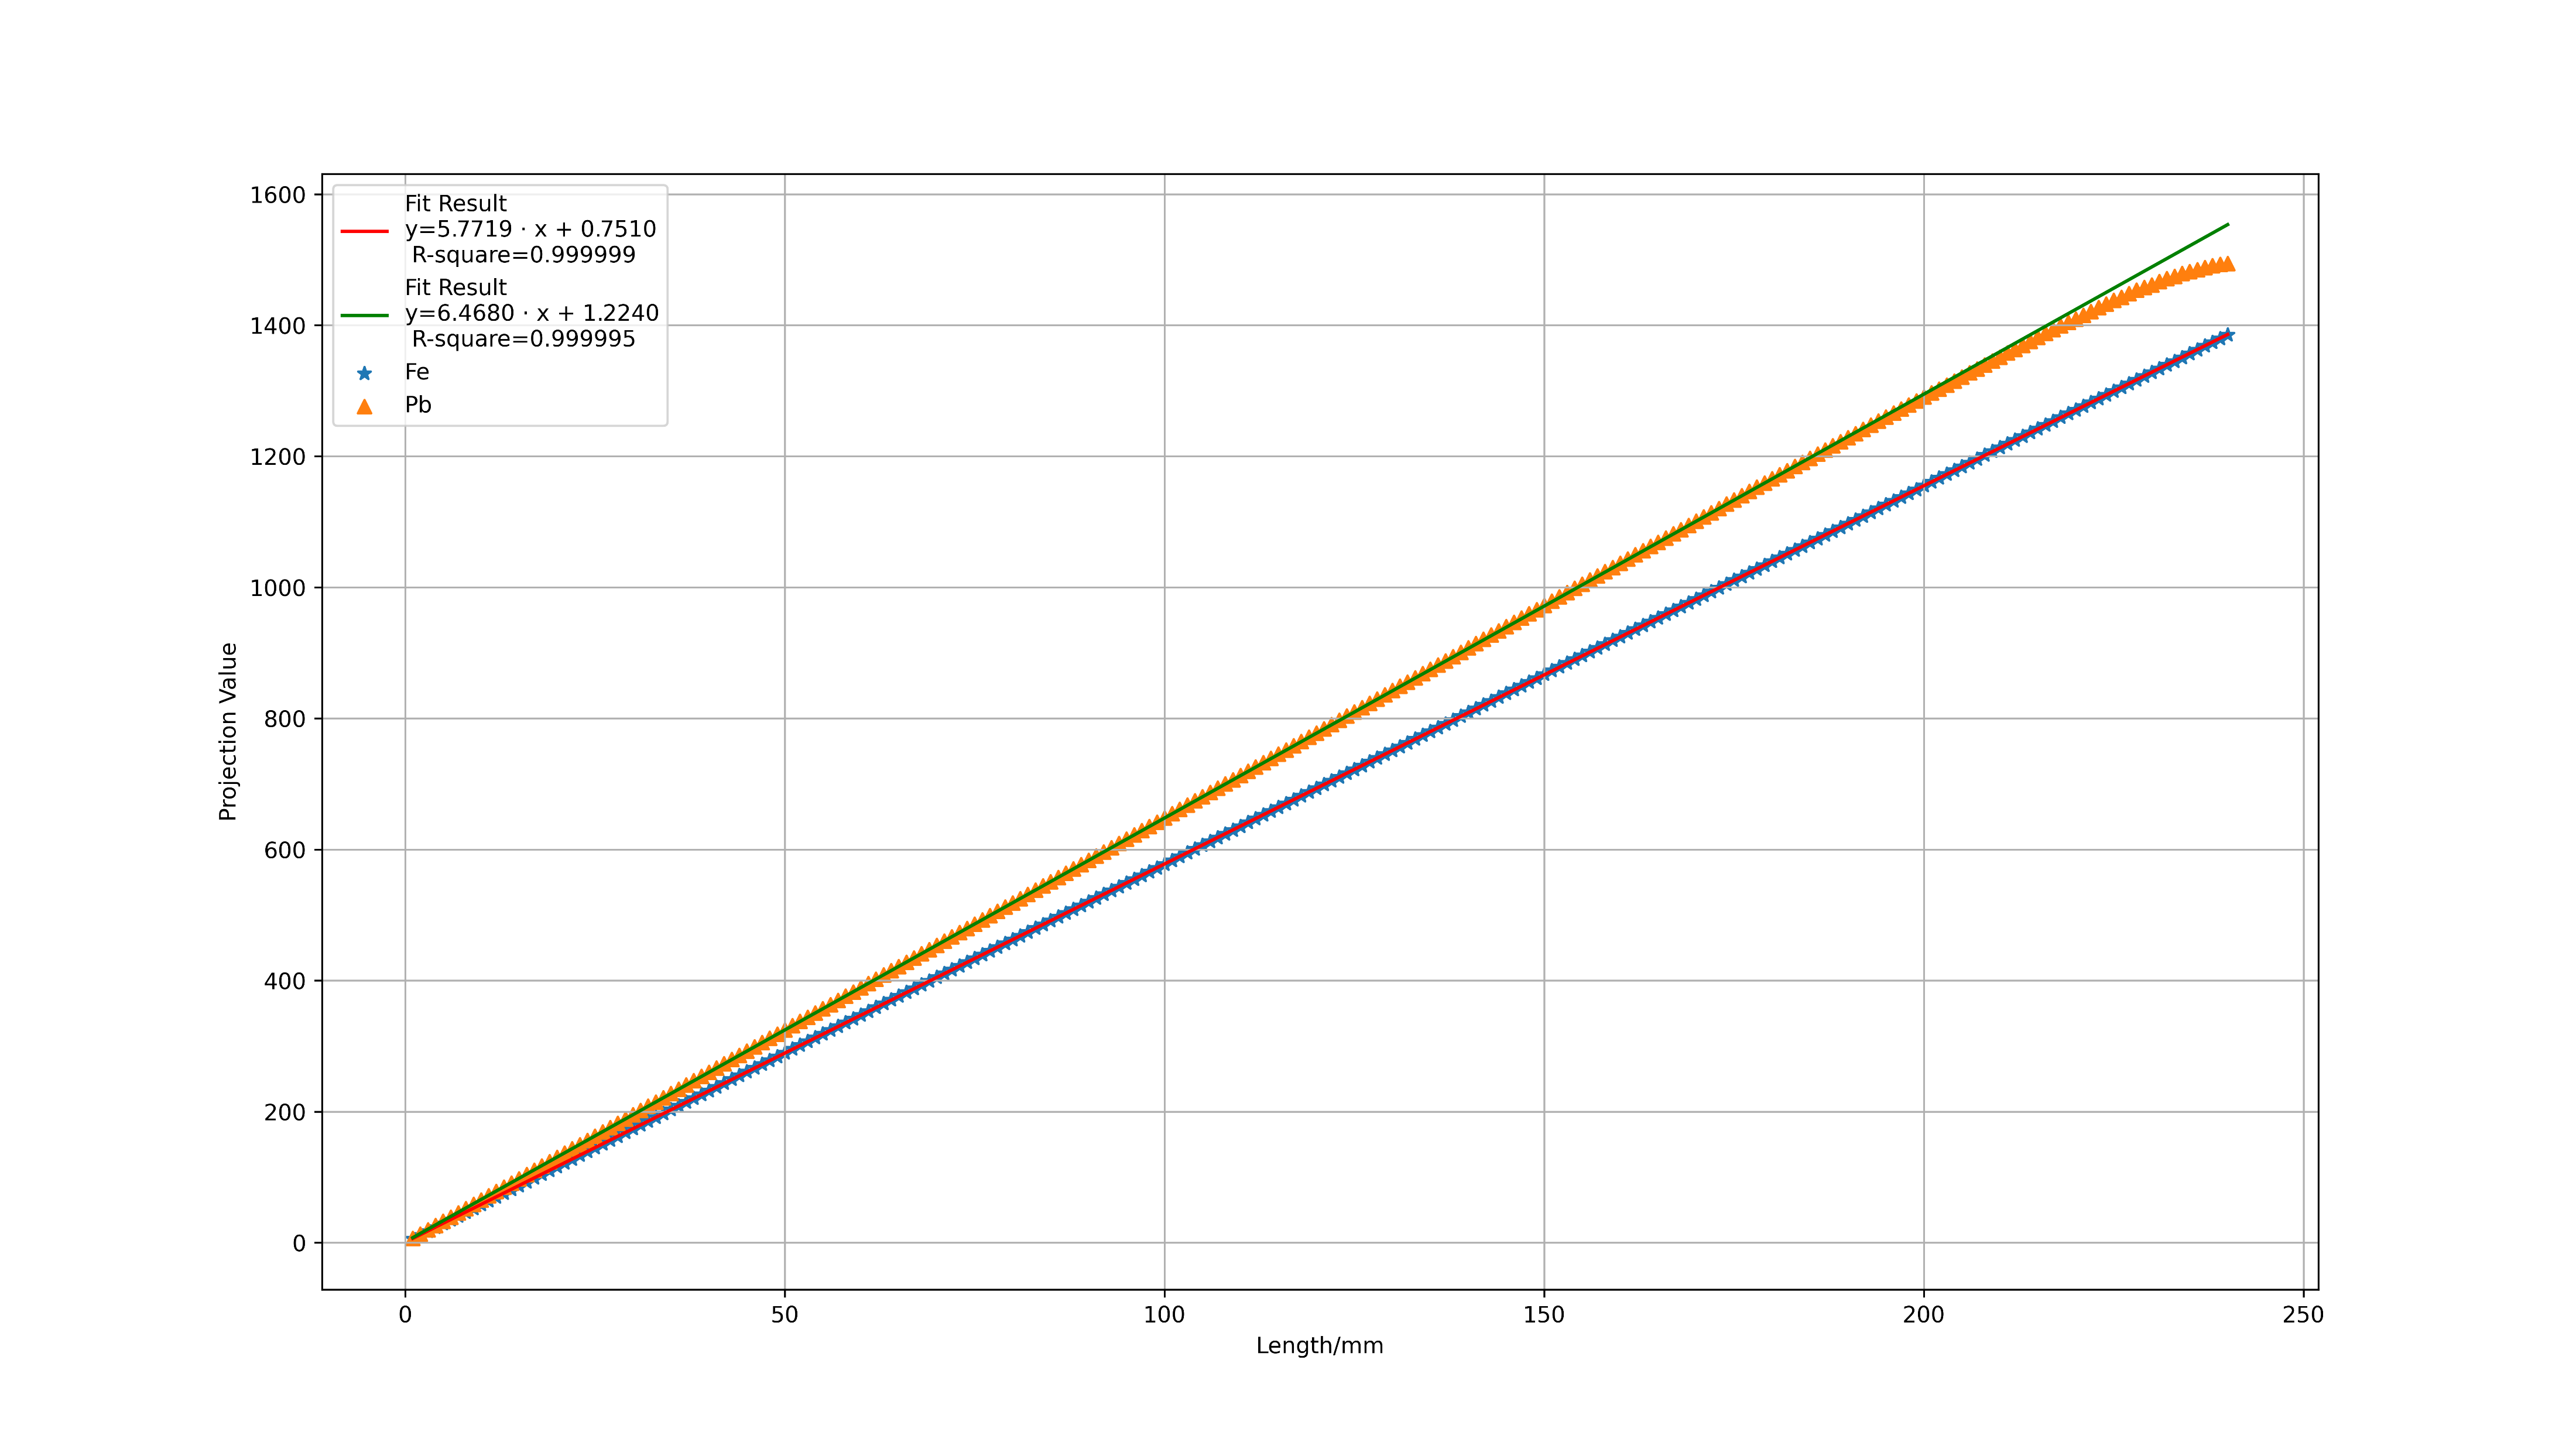 Fit Result
y=5.7719 · x + 0.7510
R-square=0.999999
Fit Result
y=6.4680 · x + 1.2240
R-square=0.999995
Fe
Pb
1600
1400
1200
1000
800
600
400
200
0
Projection Value
0 50 100 150 200 250
Length/mm